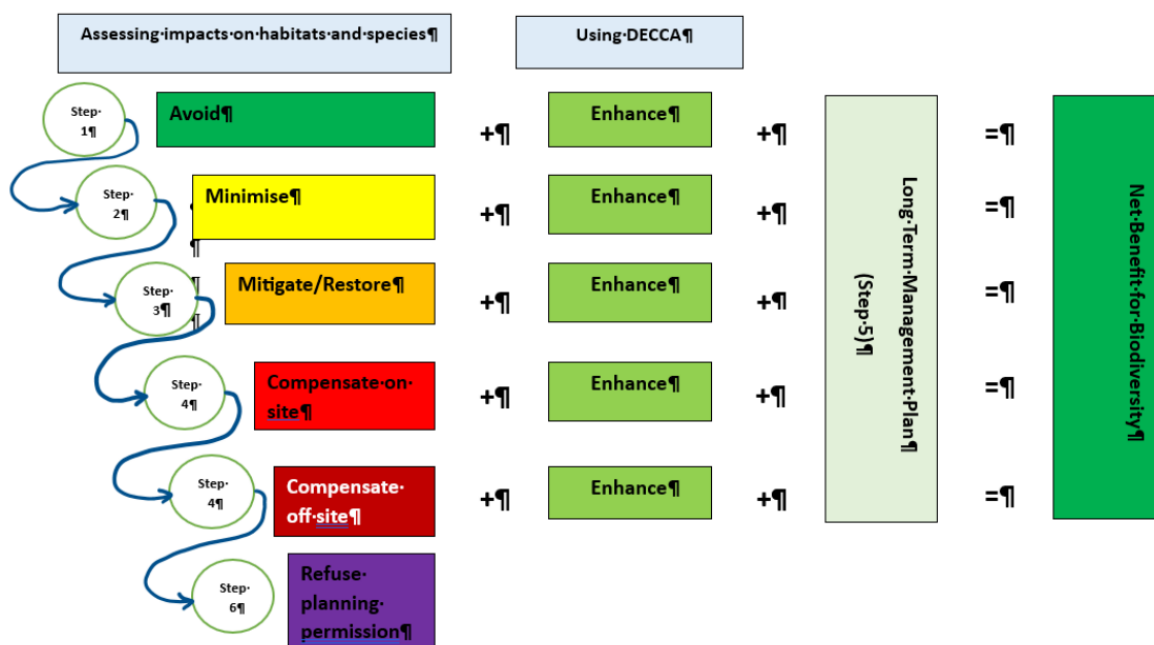 Assessing·impacts·on·habitats·and·species¶
Using·DECCA¶
Step·
1¶
Avoid¶
+¶
Enhance¶
+¶
=¶
Step·
2¶
Minimise¶
¶
¶
+¶
Enhance¶
+¶
=¶
Step·
3¶
¶
¶
Mitigate/Restore¶
+¶
Enhance¶
+¶
=¶
Step·
4¶
Compensate·on·
site¶
+¶
Enhance¶
+¶
=¶
Step·
4¶
Compensate·
off·site¶
+¶
Enhance¶
+¶
=¶
Long·Term·Management·Plan¶
(Step·5)¶
Net·Benefit·for·Biodiversity¶
Step·
6¶
Refuse·
planning·
permission¶